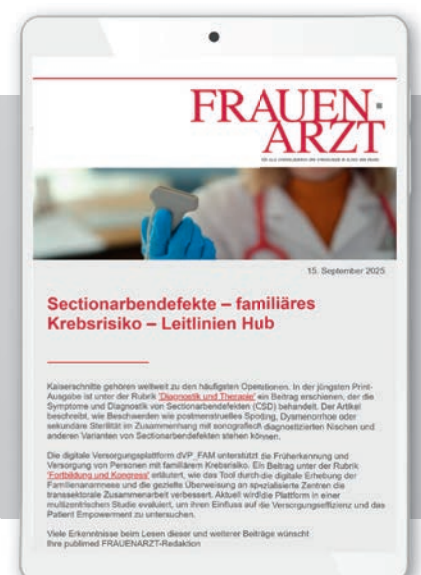 FRAUEN
ARZT
15. September 2025
Sectionarbendefekte – familiäres
Krebsrisiko – Leitlinien Hub
Kaiserschnitte gehören weltweit zu den häufigsten Operationen. In der jüngsten Print-
Ausgabe ist unter der Rubrik 'Diagnostik und Therapie' ein Beitrag erschienen, der die
Symptome und Diagnostik von Sectionarbendefekten (CSD) behandelt. Der Artikel
beschreibt, wie Beschwerden wie postmenstruelles Spotting, Dysmenorrhoe oder
sekundäre Sterilität im Zusammenhang mit sonografisch diagnostizierten Nischen und
anderen Varianten von Sectionarbendefekten stehen können.
Die digitale Versorgungsplattform dVP_FAM unterstützt die Früherkennung und
Versorgung von Personen mit familiärem Krebsrisiko. Ein Beitrag unter der Rubrik
'Fortbildung und Kongress' erläutert, wie das Tool durch die digitale Erhebung der
Familienanamnese und die gezielte Überweisung an spezialisierte Zentren die
transsektorale Zusammenarbeit verbessert. Aktuell wird die Plattform in einer
multizentrischen Studie evaluiert, um ihren Einfluss auf die Versorgungseffizienz und das
Patient Empowerment zu untersuchen.
Viele Erkenntnisse beim Lesen dieser und weiterer Beiträge wünscht
Ihre publimed FRAUENARZT-Redaktion